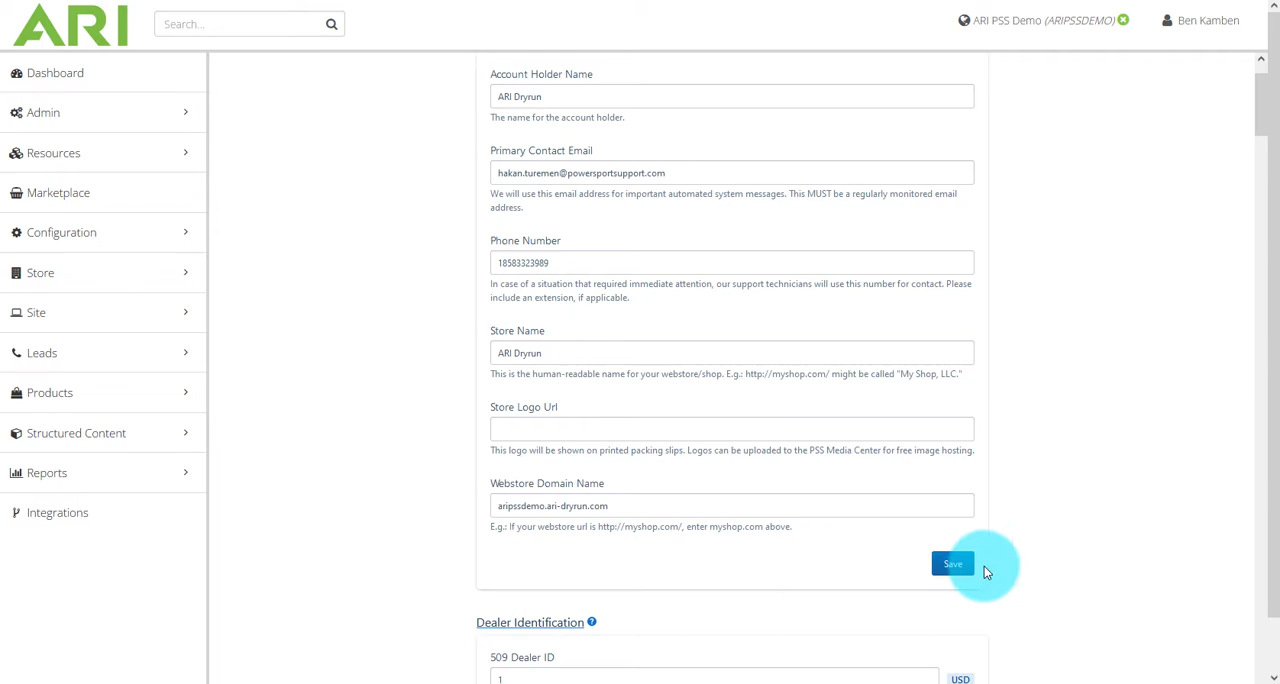 ARI
Search...
ARI PSS Demo (ARIPSSDEMO)
Ben Kamben
Dashboard
Admin
Resources
Marketplace
Configuration
Store
Site
Leads
Products
Structured Content
Reports
Integrations
Account Holder Name
ARI Dryrun
The name for the account holder.
Primary Contact Email
hakan.turemen@powersportsupport.com
We will use this email address for important automated system messages. This MUST be a regularly monitored email
address.
Phone Number
18583323989
In case of a situation that required immediate attention, our support technicians will use this number for contact. Please
include an extension, if applicable.
Store Name
ARI Dryrun
This is the human-readable name for your webstore/shop. E.g.: http://myshop.com/ might be called "My Shop, LLC."
Store Logo Url
This logo will be shown on printed packing slips. Logos can be uploaded to the PSS Media Center for free image hosting.
Webstore Domain Name
aripssdemo.ari-dryrun.com
E.g.: If your webstore url is http://myshop.com/, enter myshop.com above.
Save
Dealer Identification
509 Dealer ID
1
USD